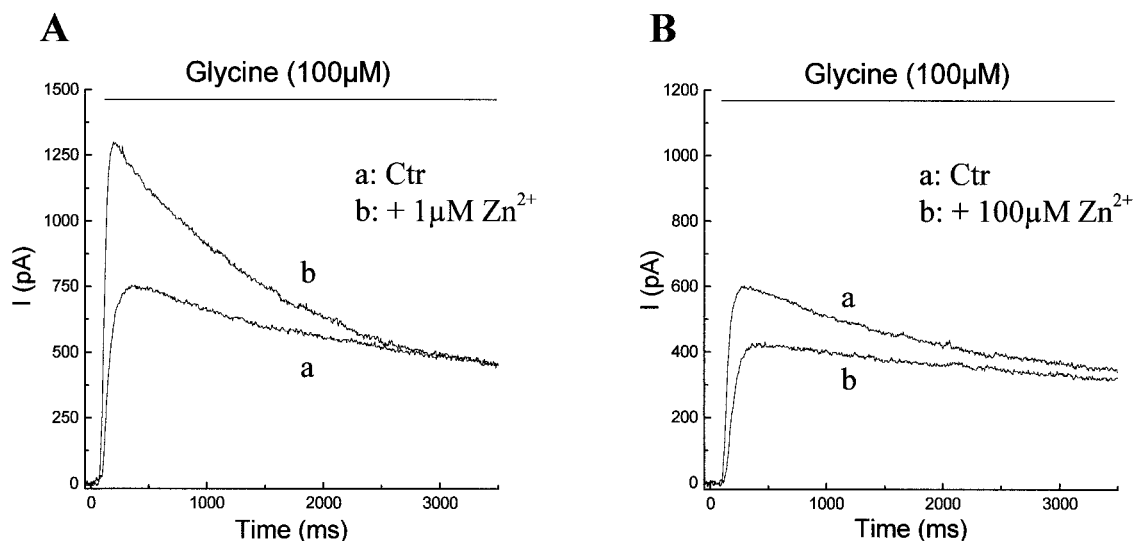 A
Glycine (100µM)
1500
1250
1000
750
500
250
0
I (pA)
a: Ctr
b: + 1µM Zn²⁺
b
a
0 1000 2000 3000
Time (ms)
B
Glycine (100µM)
1200
1000
800
600
400
200
0
I (pA)
a: Ctr
b: + 100µM Zn²⁺
a
b
0 1000 2000 3000
Time (ms)